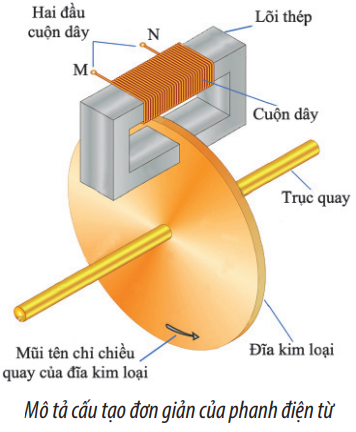 Hai đầu
cuộn dây
N
M
Lõi thép
Cuộn dây
Trục quay
Đĩa kim loại
Mũi tên chỉ chiều
quay của đĩa kim loại
Mô tả cấu tạo đơn giản của phanh điện từ